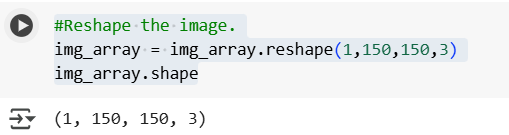 #Reshape the image.
img_array = img_array.reshape(1,150,150,3)
img_array.shape
(1, 150, 150, 3)